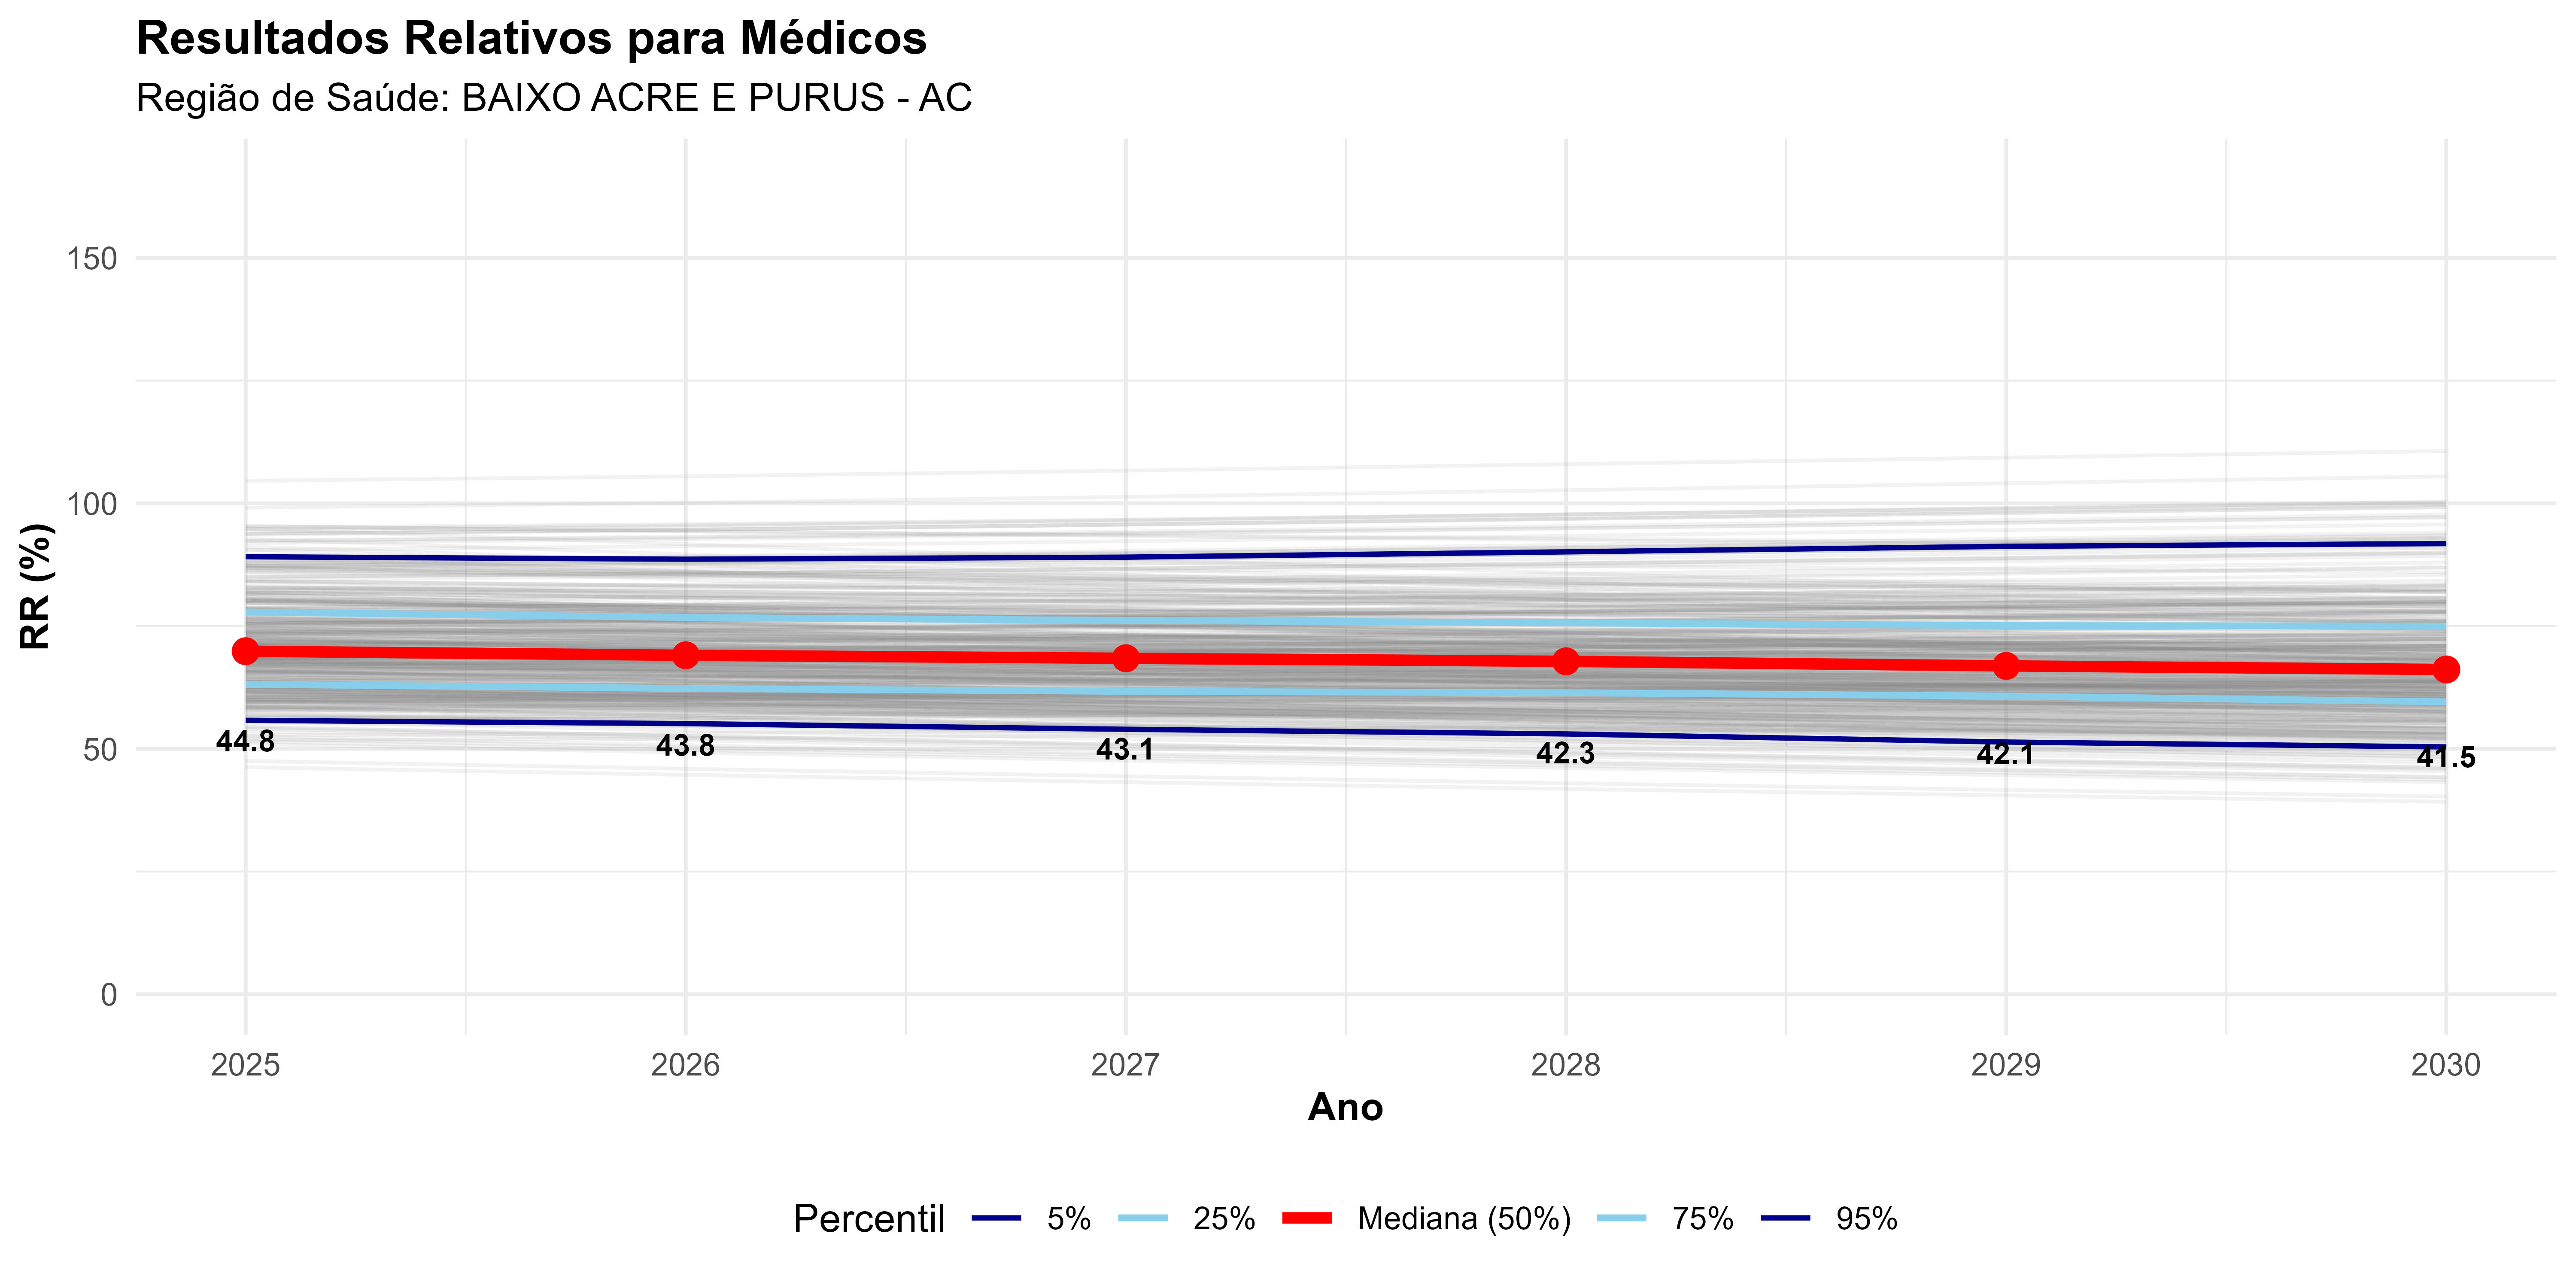 Resultados Relativos para Médicos
Região de Saúde: BAIXO ACRE E PURUS - AC
RR (%)
150
100
50
0
44.8 43.8 43.1 42.3 42.1 41.5
2025 2026 2027 2028 2029 2030
Ano
Percentil 5% 25% Mediana (50%) 75% 95%